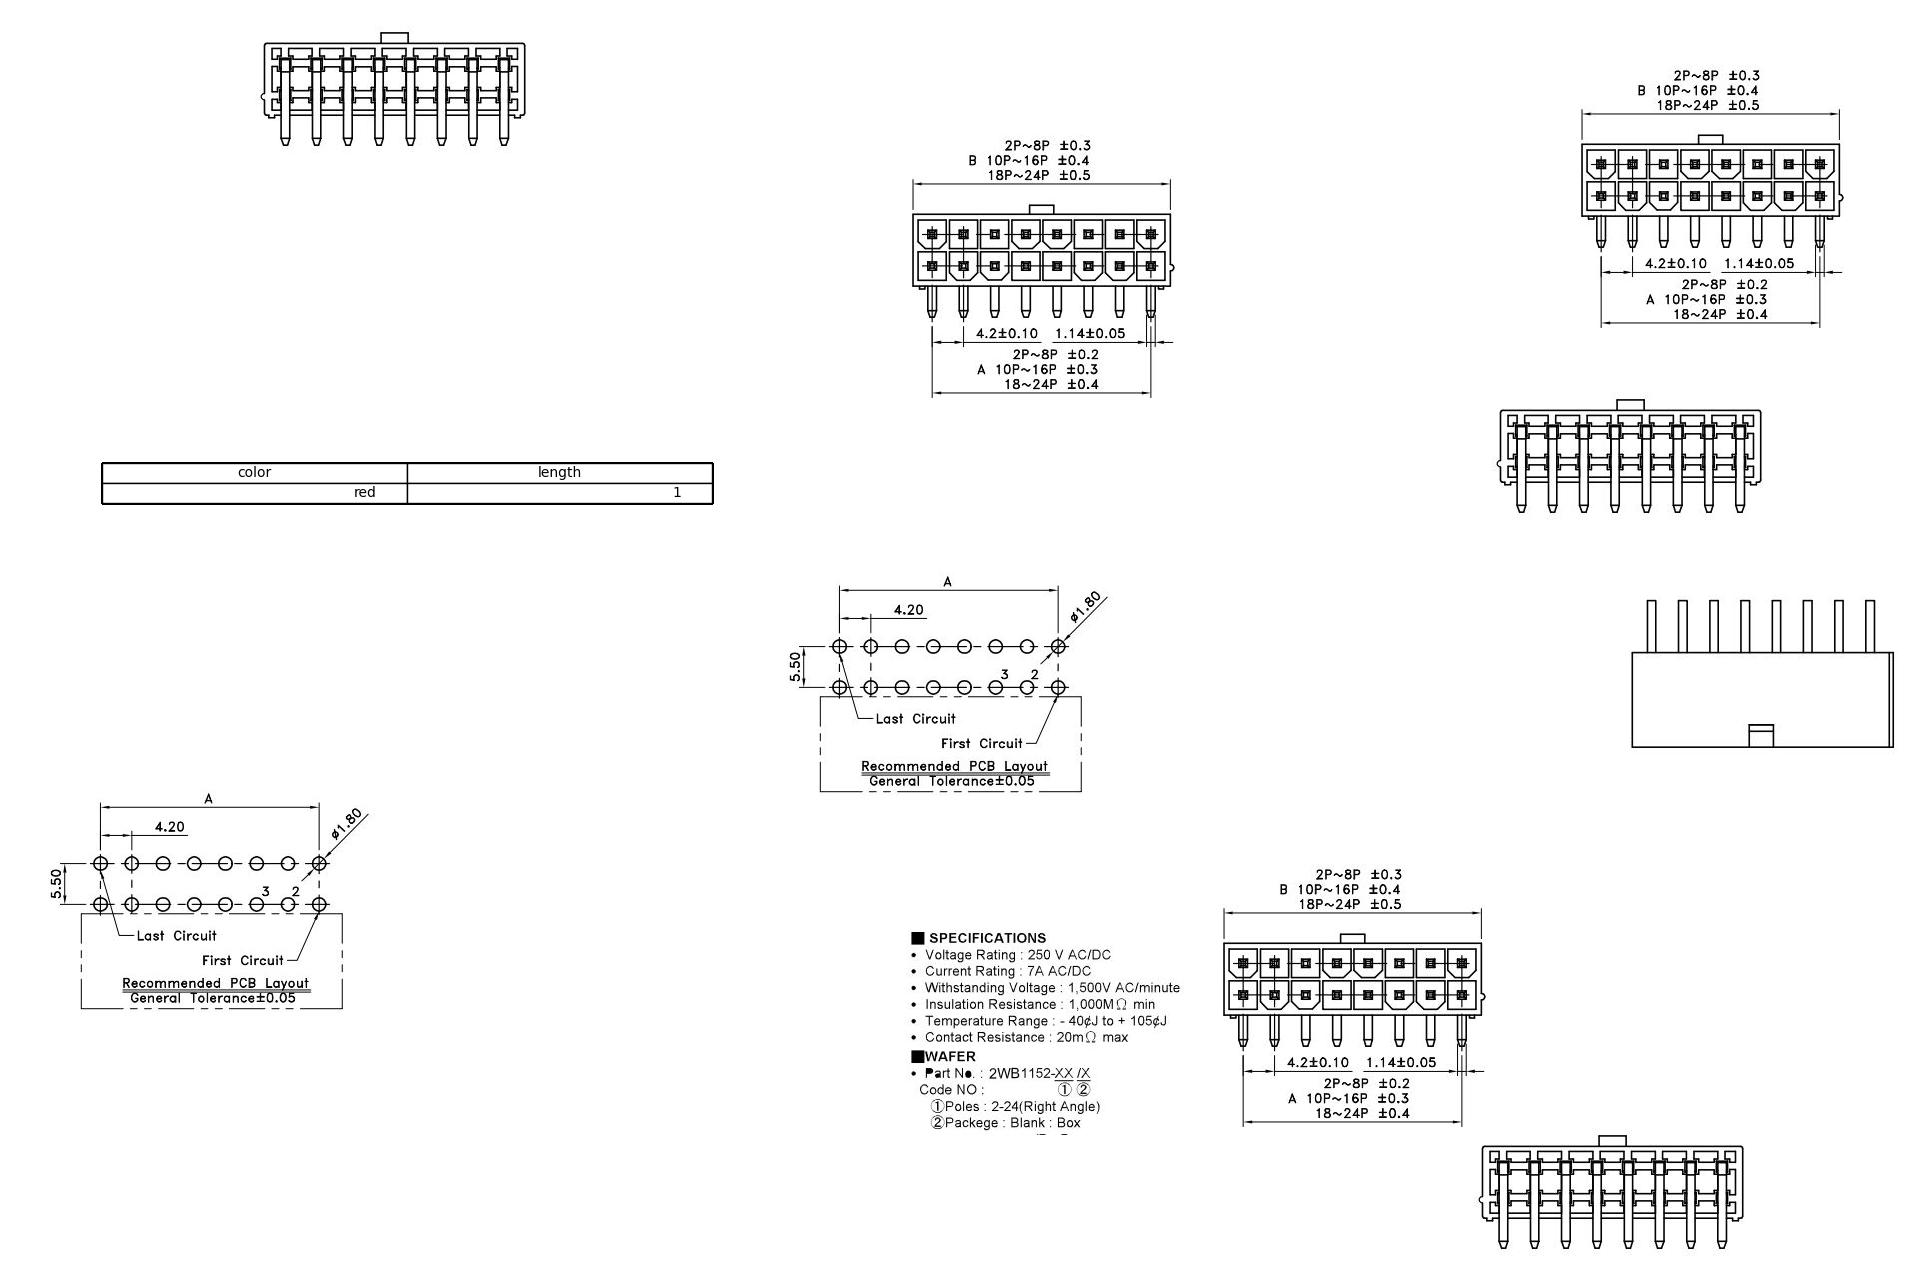 2P~8P ±0.3
B 10P~16P ±0.4
18P~24P ±0.5
4.2±0.10 1.14±0.05
2P~8P ±0.2
A 10P~16P ±0.3
18~24P ±0.4
2P~8P ±0.3
B 10P~16P ±0.4
18P~24P ±0.5
4.2±0.10 1.14±0.05
2P~8P ±0.2
A 10P~16P ±0.3
18~24P ±0.4
color length
red 1
A
4.20
ø1.80
5.50
3 2
Last Circuit
First Circuit
Recommended PCB Layout
General Tolerance±0.05
A
4.20
ø1.80
5.50
3 2
Last Circuit
First Circuit
Recommended PCB Layout
General Tolerance±0.05
2P~8P ±0.3
B 10P~16P ±0.4
18P~24P ±0.5
4.2±0.10 1.14±0.05
2P~8P ±0.2
A 10P~16P ±0.3
18~24P ±0.4
■ SPECIFICATIONS
• Voltage Rating : 250 V AC/DC
• Current Rating : 7A AC/DC
• Withstanding Voltage : 1,500V AC/minute
• Insulation Resistance : 1,000MΩ min
• Temperature Range : - 40¢J to + 105¢J
• Contact Resistance : 20mΩ max
■WAFER
• Part No. : 2WB1152-XX /X
Code NO : ① ②
①Poles : 2-24(Right Angle)
②Packege : Blank : Box